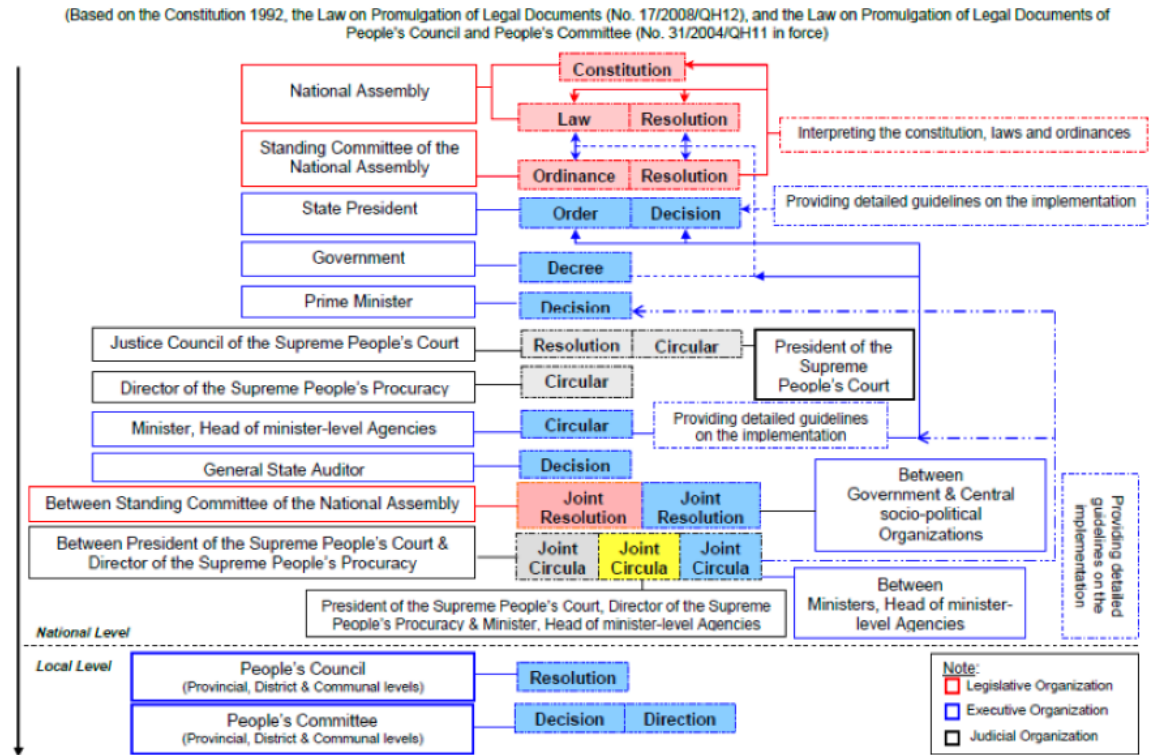 (Based on the Constitution 1992, the Law on Promulgation of Legal Documents (No. 17/2008/QH12), and the Law on Promulgation of Legal Documents of
People's Council and People's Committee (No. 31/2004/QH11 in force)
National Assembly
Constitution
Law
Resolution
Interpreting the constitution, laws and ordinances
Standing Committee of the
National Assembly
Ordinance
Resolution
State President
Order
Decision
Providing detailed guidelines on the implementation
Government
Decree
Prime Minister
Decision
Justice Council of the Supreme People's Court
Resolution
Circular
President of the
Supreme
People's Court
Director of the Supreme People's Procuracy
Circular
Minister, Head of minister-level Agencies
Circular
Providing detailed guidelines
on the implementation
General State Auditor
Decision
Between
Government & Central
socio-political
Organizations
Between Standing Committee of the National Assembly
Joint
Resolution
Joint
Resolution
Providing detailed
guidelines on the
implementation
Between President of the Supreme People's Court &
Director of the Supreme People's Procuracy
Joint
Circula
Joint
Circula
Joint
Circula
Between
Ministers, Head of minister-
level Agencies
President of the Supreme People's Court, Director of the Supreme
People's Procuracy & Minister, Head of minister-level Agencies
National Level
Local Level
People's Council
(Provincial, District & Communal levels)
Resolution
People's Committee
(Provincial, District & Communal levels)
Decision
Direction
Note:
Legislative Organization
Executive Organization
Judicial Organization